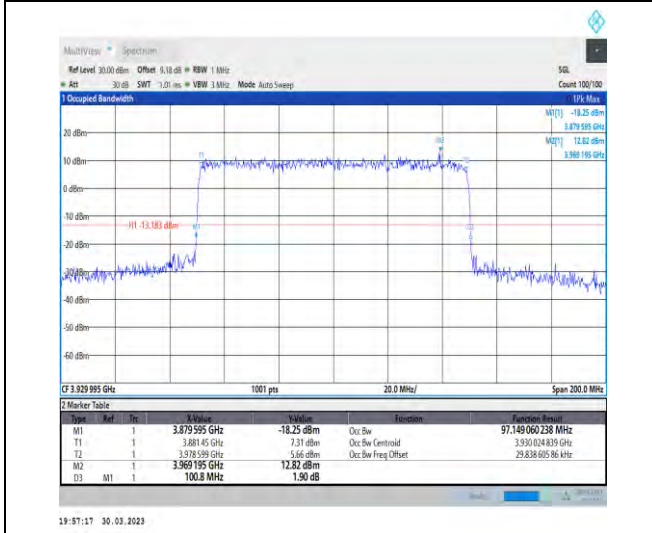 MultiView Spectrum
Ref Level 30.00 dBm Offset 9.18 dB RBW 1 MHz SGL
Att 30 dB SWT 1.01 ms VBW 3 MHz Mode Auto Sweep Count 100/100
1 Occupied Bandwidth 1Pk Max
M1[1] -18.25 dBm
3.879 595 GHz
M2[1] 12.82 dBm
3.969 195 GHz
20 dBm
10 dBm
0 dBm
-10 dBm
H1 -13.183 dBm
-20 dBm
-30 dBm
-40 dBm
-50 dBm
-60 dBm
CF 3.929 995 GHz 1001 pts 20.0 MHz/ Span 200.0 MHz
2 Marker Table
Type Ref Trc X-Value Y-Value Function Function Result
M1 1 3.879 595 GHz -18.25 dBm Occ Bw 97.149 060 238 MHz
T1 1 3.881 45 GHz 7.31 dBm Occ Bw Centroid 3.930 024 839 GHz
T2 1 3.978 599 GHz 5.66 dBm Occ Bw Freq Offset 29.838 605 86 kHz
M2 1 3.969 195 GHz 12.82 dBm
D3 M1 1 100.8 MHz 1.90 dB
19:57:17 30.03.2023